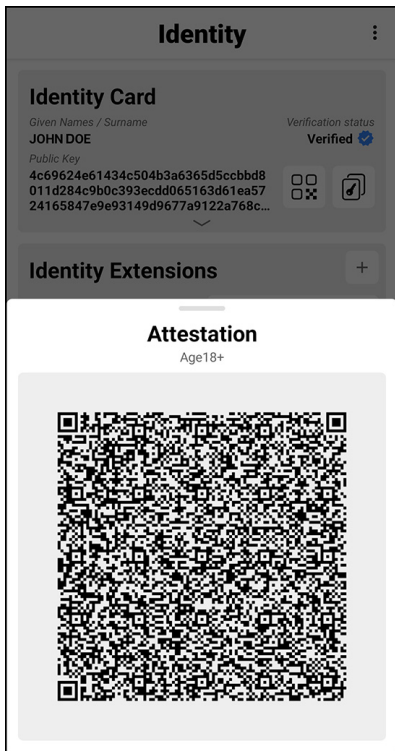 Identity
Identity Card
Given Names / Surname
Verification status
JOHN DOE
Verified
Public Key
4c69624e61434c504b3a6365d5ccbbd8
011d284c9b0c393ecdd065163d61ea57
24165847e9e93149d9677a9122a768c...
Identity Extensions
Attestation
Age18+